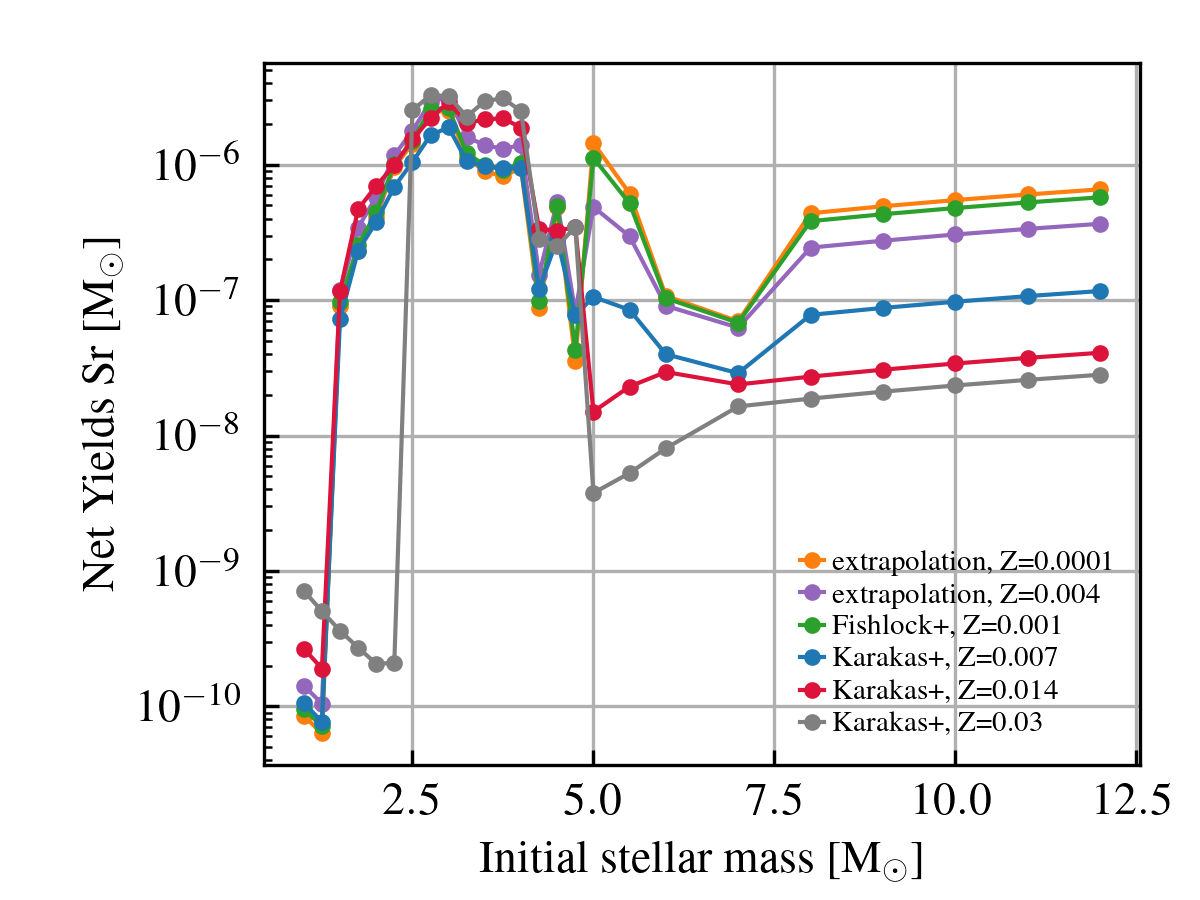 Net Yields Sr [M☉]
10⁻⁶
10⁻⁷
10⁻⁸
10⁻⁹
10⁻¹⁰
extrapolation, Z=0.0001
extrapolation, Z=0.004
Fishlock+, Z=0.001
Karakas+, Z=0.007
Karakas+, Z=0.014
Karakas+, Z=0.03
2.5 5.0 7.5 10.0 12.5
Initial stellar mass [M☉]